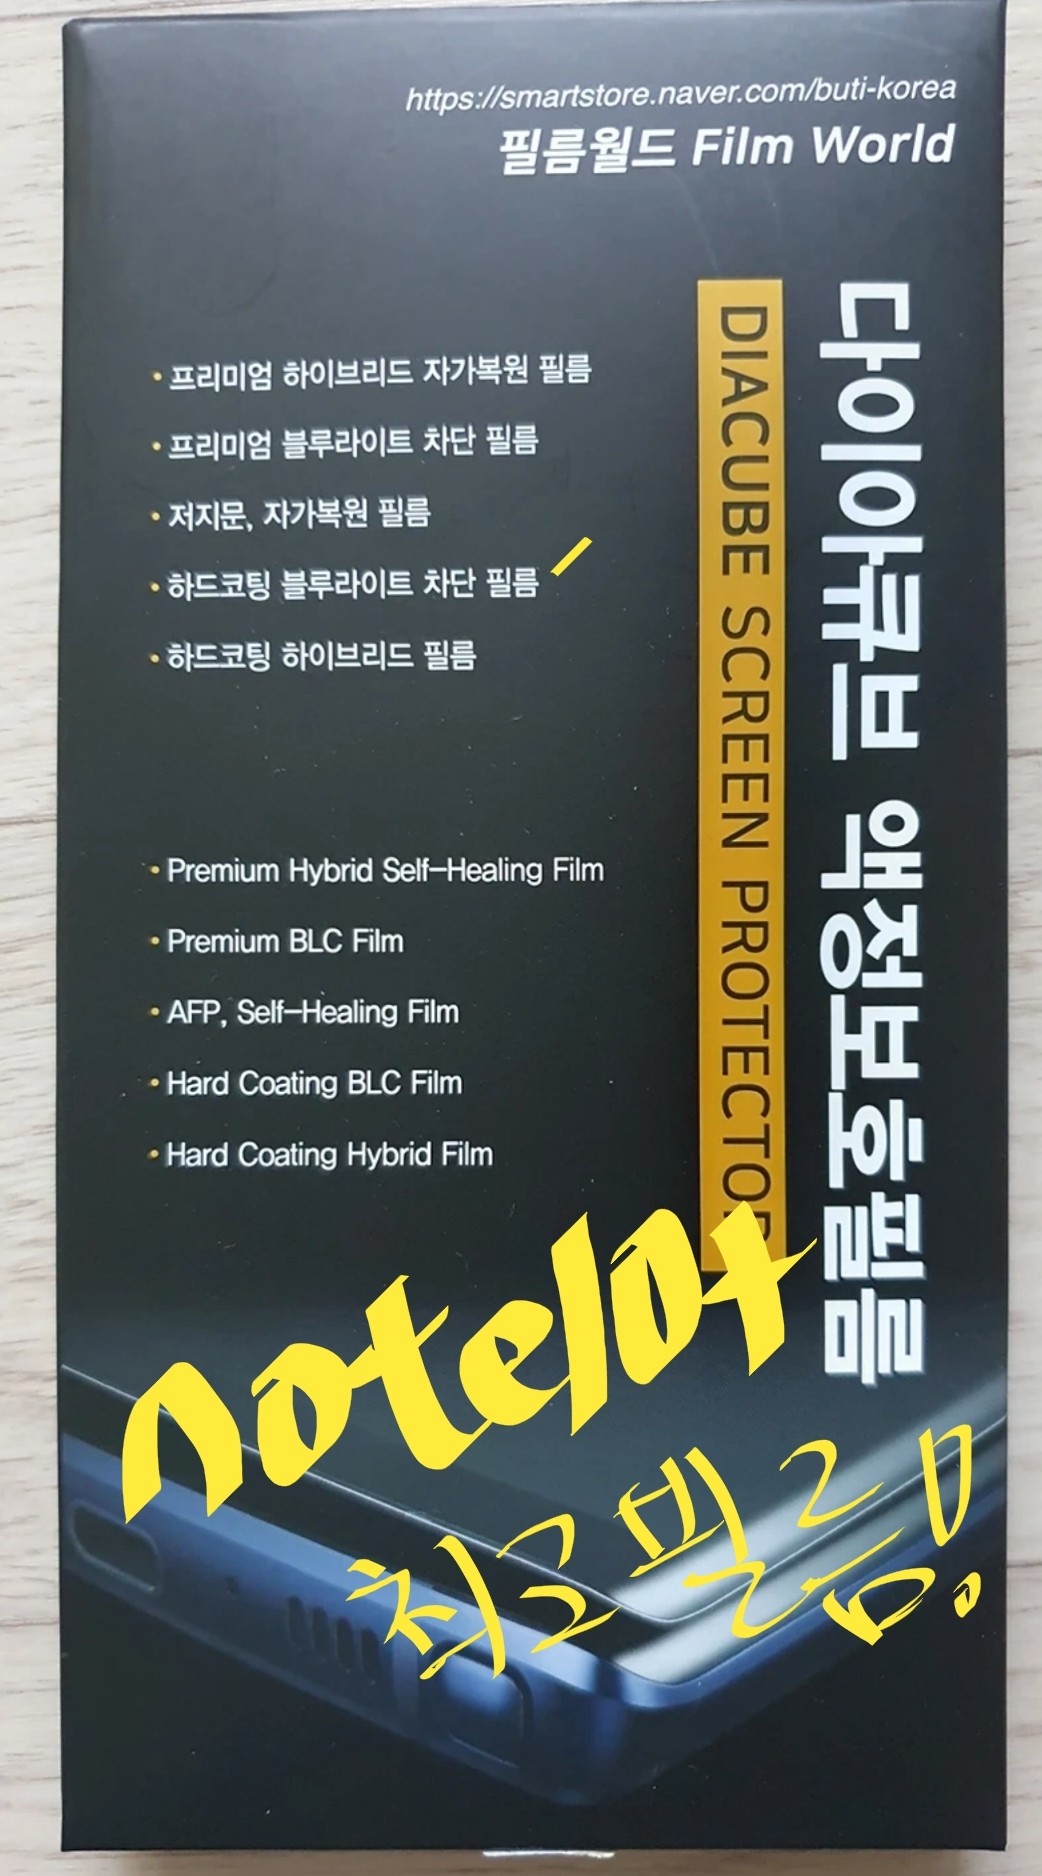 https://smartstore.naver.com/buti-korea
필름월드 Film World
다이아큐브 액정보호필름
DIACUBE SCREEN PROTECTOR
• 프리미엄 하이브리드 자가복원 필름
• 프리미엄 블루라이트 차단 필름
• 저지문, 자가복원 필름
• 하드코팅 블루라이트 차단 필름
• 하드코팅 하이브리드 필름
• Premium Hybrid Self-Healing Film
• Premium BLC Film
• AFP, Self-Healing Film
• Hard Coating BLC Film
• Hard Coating Hybrid Film
note10+
최고필름!